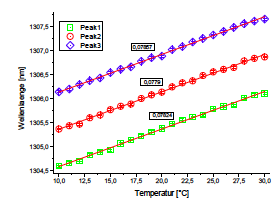 1307,5
1307,0
1306,5
1306,0
1305,5
1305,0
1304,5
Wellenlaenge [nm]
Peak1
Peak2
Peak3
0,07857
0,0779
0,07824
10,0 12,5 15,0 17,5 20,0 22,5 25,0 27,5 30,0
Temperatur [°C]